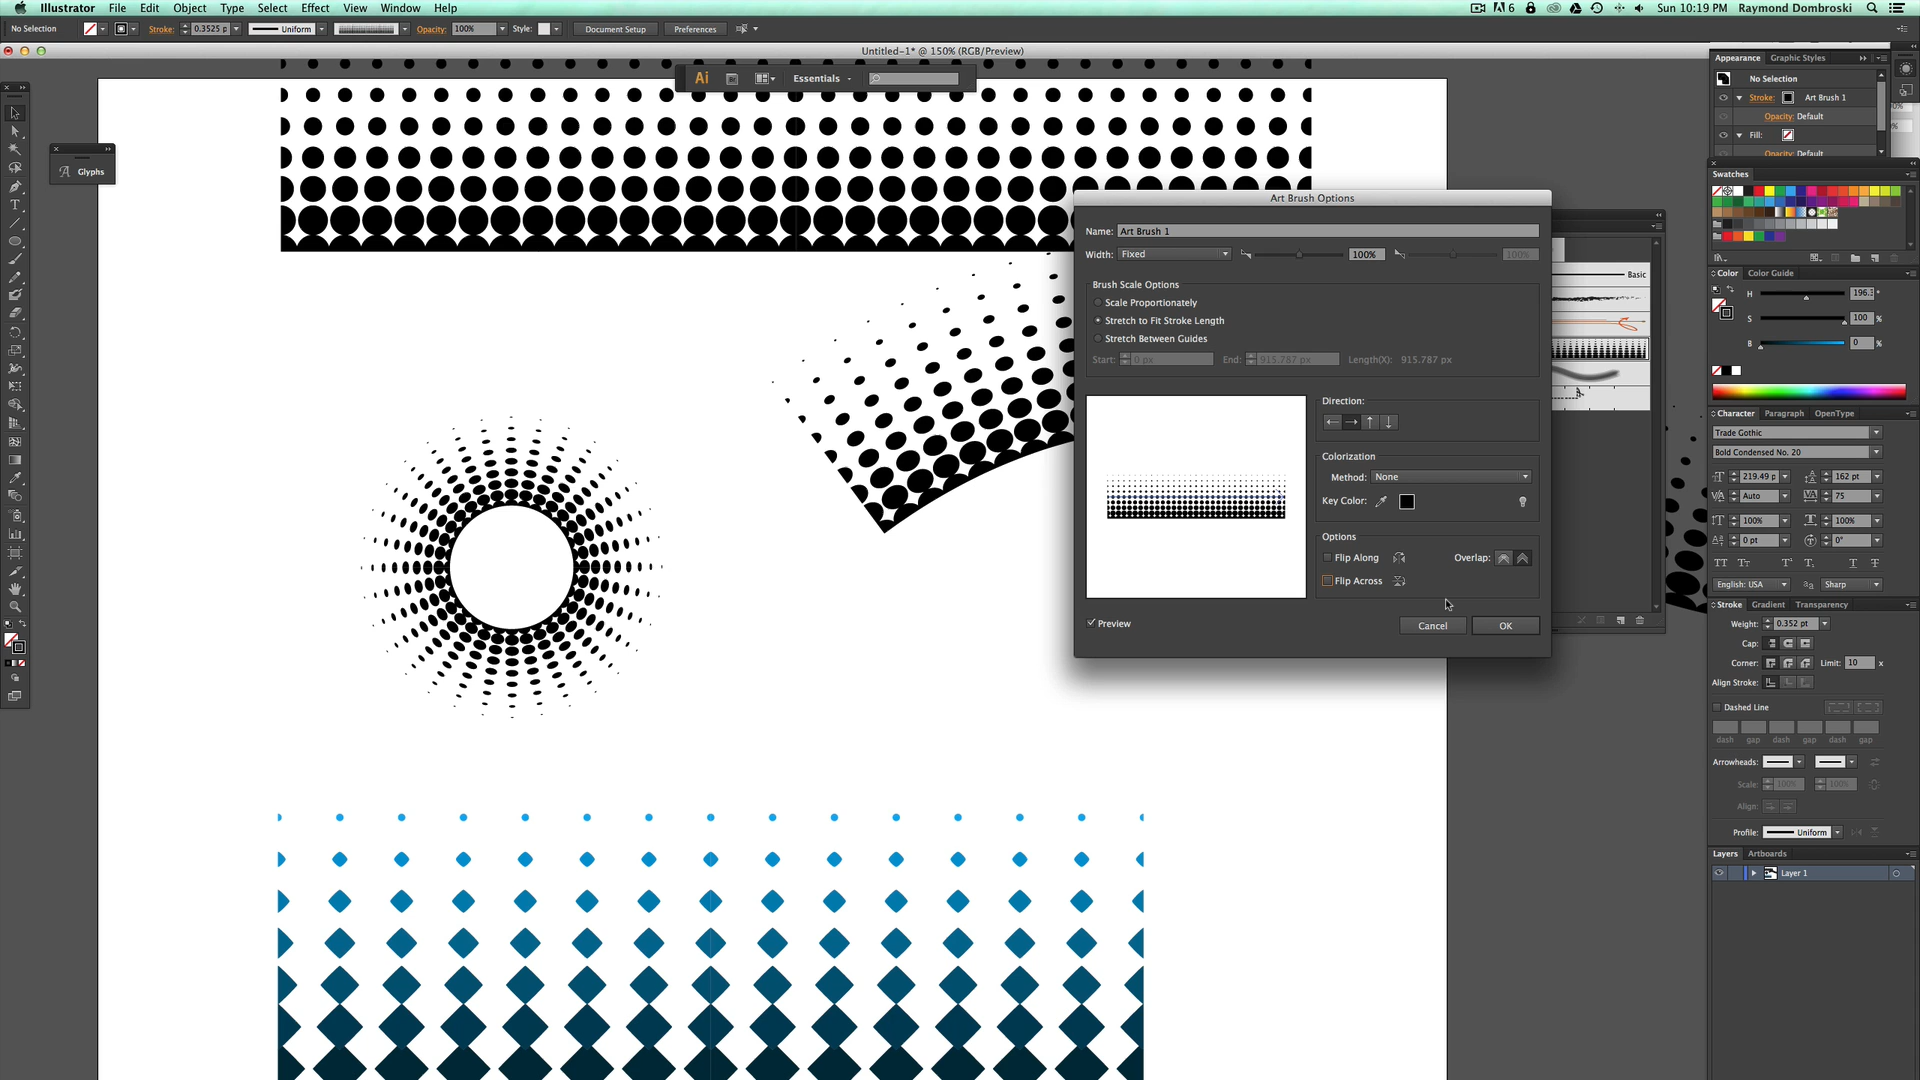 Illustrator File Edit Object Type Select Effect View Window Help
6 Sun 10:19 PM Raymond Dombroski
No Selection Stroke: 0.3525 p Uniform Opacity: 100% Style: Document Setup Preferences
Untitled-1* @ 150% (RGB/Preview)
Ai Essentials
Glyphs
Appearance Graphic Styles
No Selection
Stroke: Art Brush 1
Opacity: Default
Fill:
Opacity: Default
Swatches
Art Brush Options
Name: Art Brush 1
Width: Fixed 100% 100%
Brush Scale Options
Scale Proportionately
Stretch to Fit Stroke Length
Stretch Between Guides
Start: 0 px End: 915.787 px Length(X): 915.787 px
Direction:
Colorization
Method: None
Key Color:
Options
Flip Along Overlap:
Flip Across
Preview
Cancel OK
Basic
Color Color Guide
H 196.3 °
S 100 %
B 0 %
Character Paragraph OpenType
Trade Gothic
Bold Condensed No. 20
219.49 p 162 pt
Auto 75
100% 100%
0 pt 0°
English: USA Sharp
Stroke Gradient Transparency
Weight: 0.352 pt
Cap:
Corner: Limit: 10 x
Align Stroke:
Dashed Line
dash gap dash gap dash gap
Arrowheads:
Scale: 100% 100%
Align:
Profile: Uniform
Layers Artboards
Layer 1